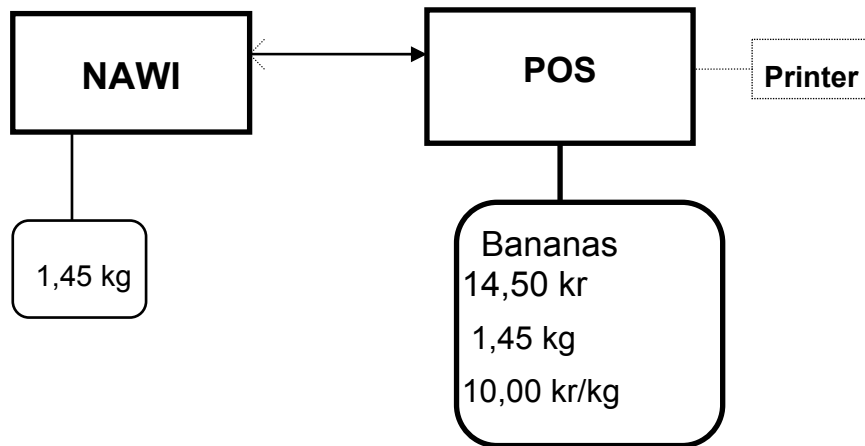 NAWI
POS
Printer
1,45 kg
Bananas
14,50 kr
1,45 kg
10,00 kr/kg